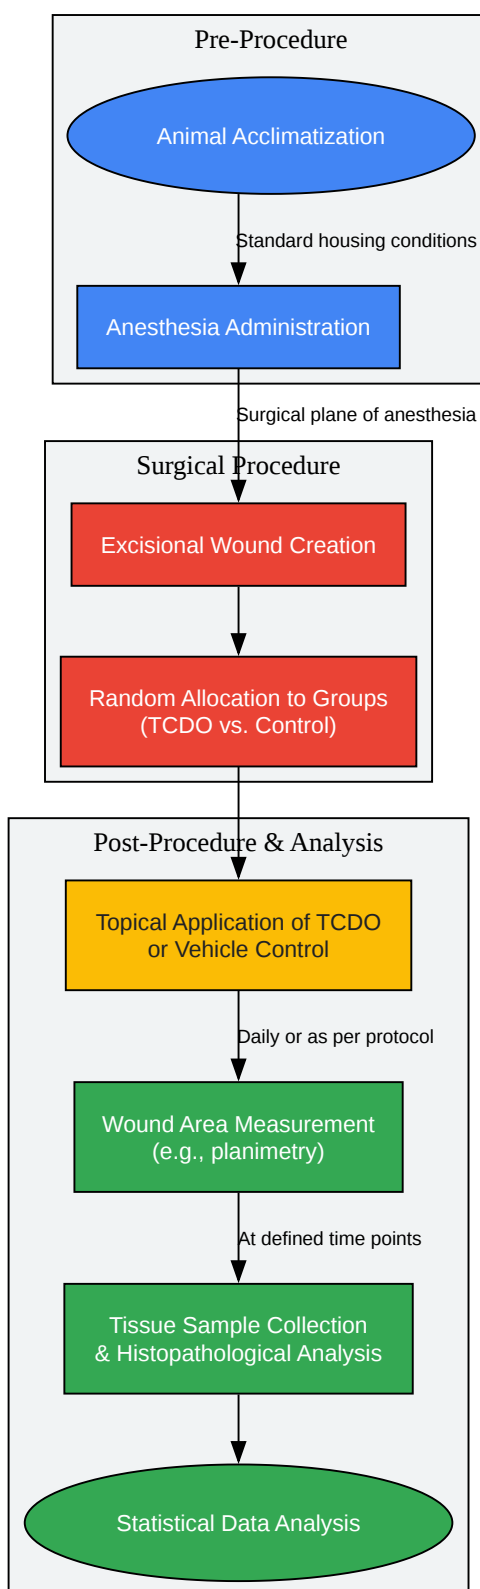 Pre-Procedure
Animal Acclimatization
Standard housing conditions
Anesthesia Administration
Surgical plane of anesthesia
Surgical Procedure
Excisional Wound Creation
Random Allocation to Groups
(TCDO vs. Control)
Post-Procedure & Analysis
Topical Application of TCDO
or Vehicle Control
Daily or as per protocol
Wound Area Measurement
(e.g., planimetry)
At defined time points
Tissue Sample Collection
& Histopathological Analysis
Statistical Data Analysis